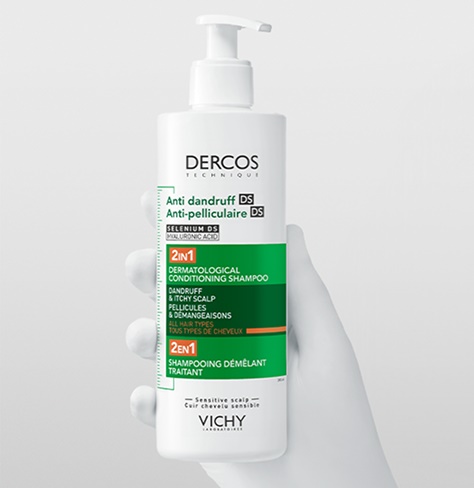 DERCOS
TECHNIQUE
Anti dandruff DS
Anti-pelliculaire DS
SELENIUM DS
HYALURONIC ACID
2IN1
DERMATOLOGICAL
CONDITIONING SHAMPOO
DANDRUFF
& ITCHY SCALP
PELLICULES
& DÉMANGEAISONS
ALL HAIR TYPES
TOUS TYPES DE CHEVEUX
2EN1
SHAMPOOING DÉMÊLANT
TRAITANT
Sensitive scalp
Cuir chevelu sensible
VICHY
LABORATOIRES